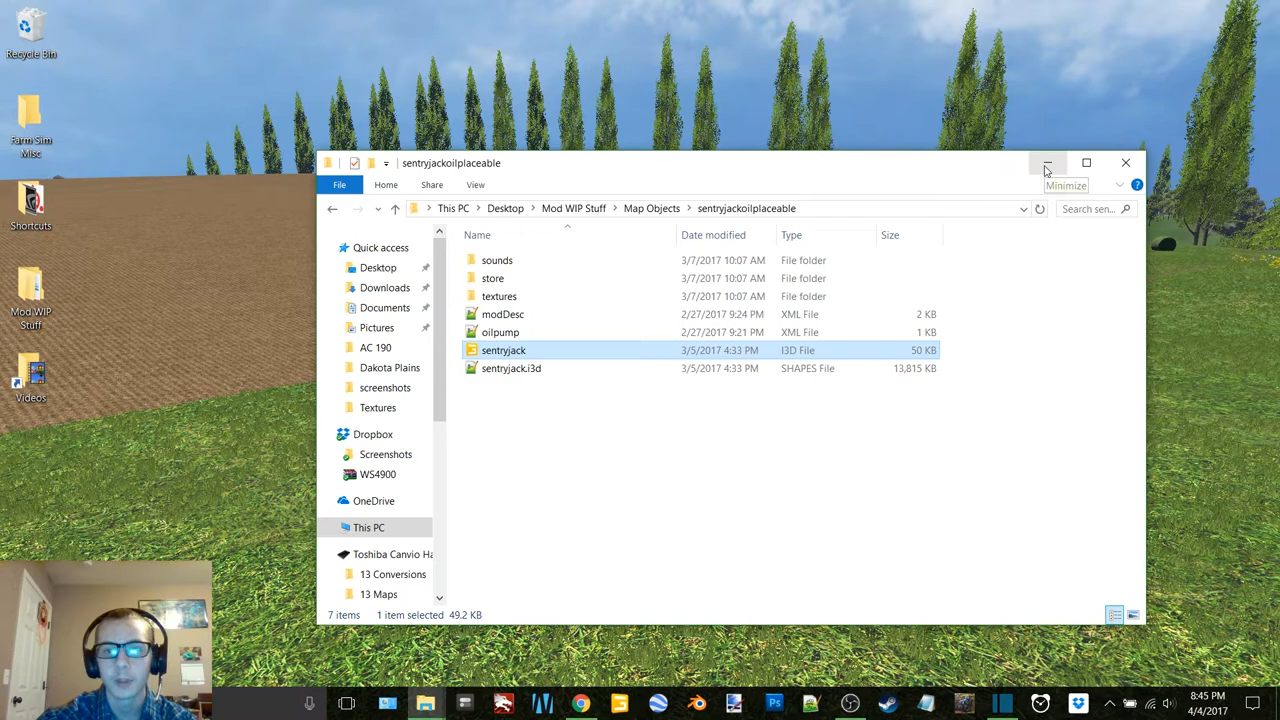 Recycle Bin
Farm Sim
Misc
Shortcuts
Mod WIP
Stuff
Videos
sentryjackoilplaceable
Minimize
File
Home
Share
View
This PC
Desktop
Mod WIP Stuff
Map Objects
sentryjackoilplaceable
Search sen...
Name
Date modified
Type
Size
Quick access
Desktop
Downloads
Documents
Pictures
AC 190
Dakota Plains
screenshots
Textures
Dropbox
Screenshots
WS4900
OneDrive
This PC
Toshiba Canvio Ha
13 Conversions
13 Maps
sounds 3/7/2017 10:07 AM File folder
store 3/7/2017 10:07 AM File folder
textures 3/7/2017 10:07 AM File folder
modDesc 2/27/2017 9:24 PM XML File 2 KB
oilpump 2/27/2017 9:21 PM XML File 1 KB
sentryjack 3/5/2017 4:33 PM I3D File 50 KB
sentryjack.i3d 3/5/2017 4:33 PM SHAPES File 13,815 KB
7 items 1 item selected 49.2 KB
8:45 PM
4/4/2017